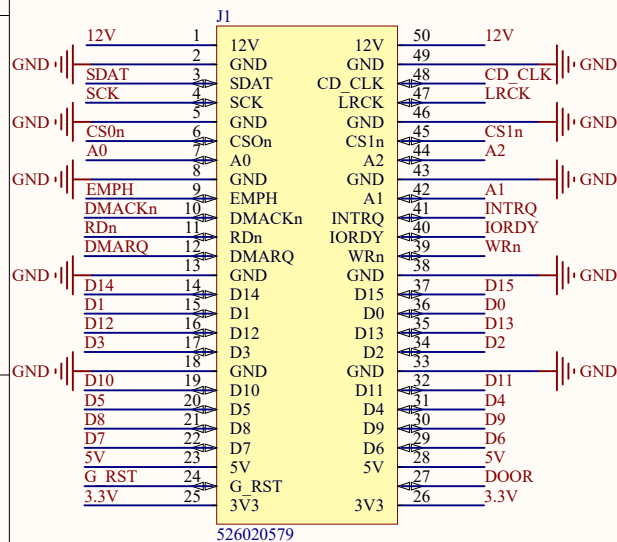 J1
12V 1 12V 12V 50 12V
GND 2 GND GND 49 GND
SDAT 3 SDAT CD_CLK 48 CD_CLK
SCK 4 SCK LRCK 47 LRCK
GND 5 GND GND 46 GND
CS0n 6 CSOn CS1n 45 CS1n
A0 7 A0 A2 44 A2
GND 8 GND GND 43 GND
EMPH 9 EMPH A1 42 A1
DMACKn 10 DMACKn INTRQ 41 INTRQ
RDn 11 RDn IORDY 40 IORDY
DMARQ 12 DMARQ WRn 39 WRn
GND 13 GND GND 38 GND
D14 14 D14 D15 37 D15
D1 15 D1 D0 36 D0
D12 16 D12 D13 35 D13
D3 17 D3 D2 34 D2
GND 18 GND GND 33 GND
D10 19 D10 D11 32 D11
D5 20 D5 D4 31 D4
D8 21 D8 D9 30 D9
D7 22 D7 D6 29 D6
5V 23 5V 5V 28 5V
G_RST 24 G_RST 27 DOOR
3.3V 25 3V3 3V3 26 3.3V
526020579